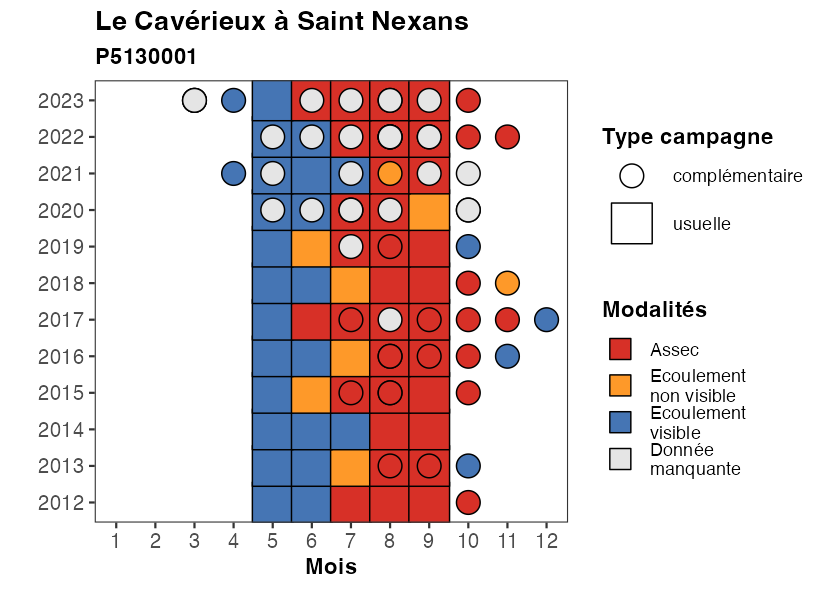 Le Cavérieux à Saint Nexans
P5130001
2023
2022
2021
2020
2019
2018
2017
2016
2015
2014
2013
2012
1 2 3 4 5 6 7 8 9 10 11 12
Mois
Type campagne
complémentaire
usuelle
Modalités
Assec
Ecoulement
non visible
Ecoulement
visible
Donnée
manquante